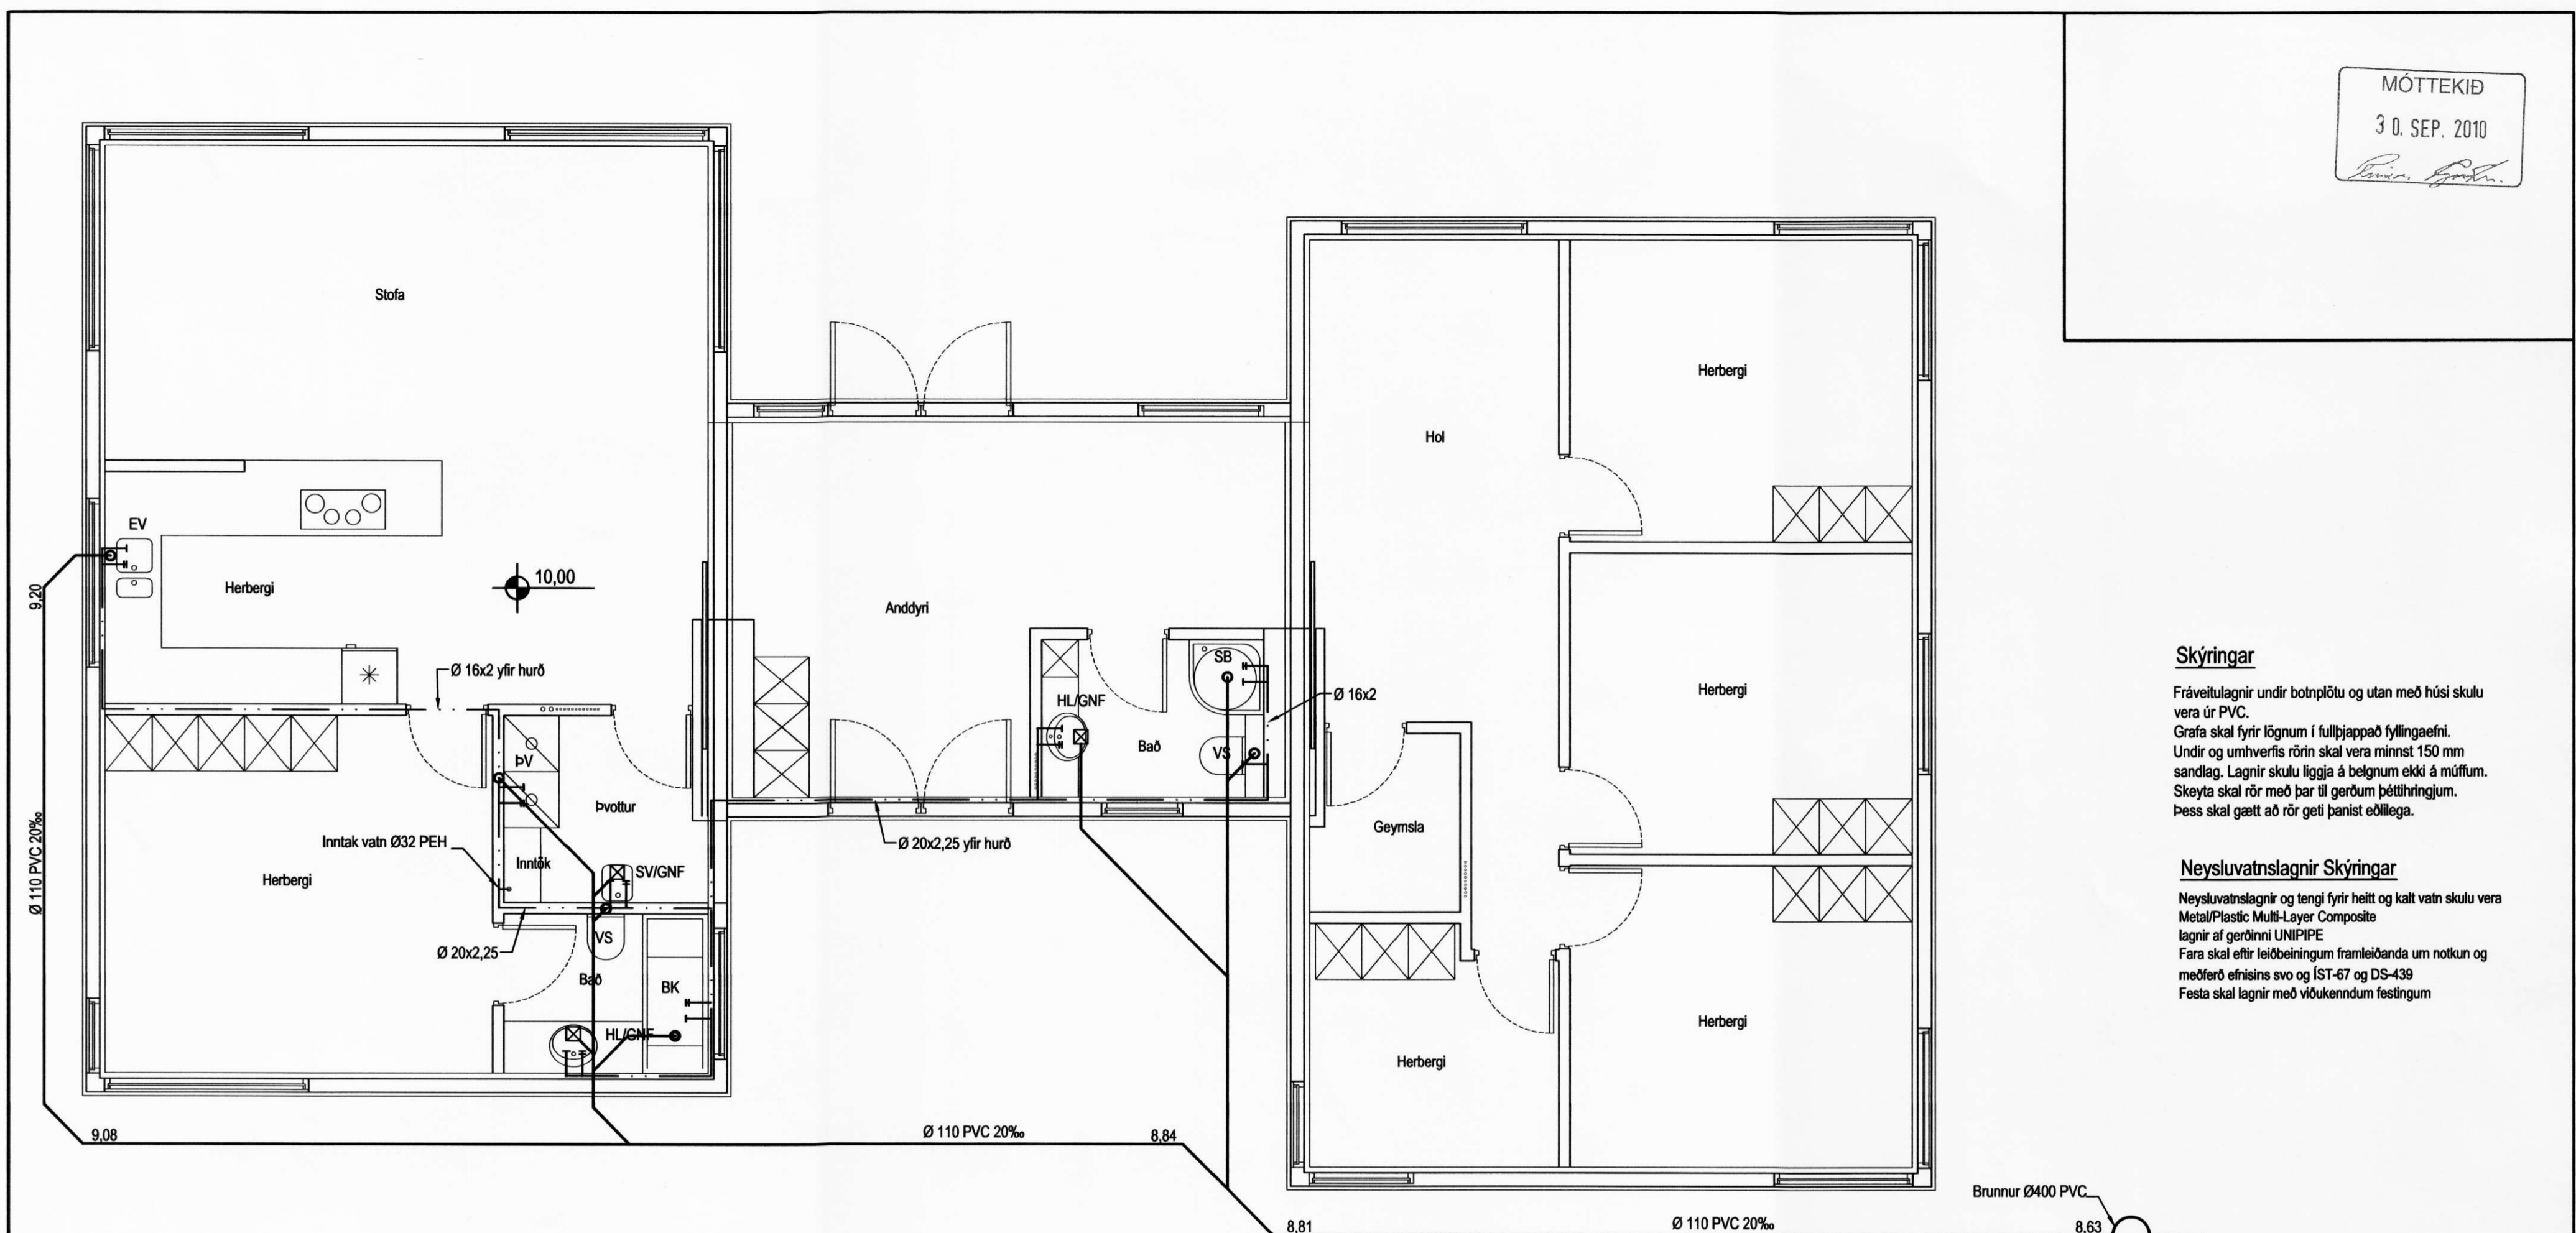 MÓTTEKIÐ
30. SEP. 2010
Stofa
Herbergi
Hol
EV
10,00
Herbergi
9,20
Anddyri
Ø 16x2 yfir hurð
SB
HL/GNF
Ø 16x2
Bað
VS
Herbergi
ÞV
Þvottur
Ø 110 PVC 20‰
Inntak vatn Ø32 PEH
Inntök
Herbergi
SV/GNF
Ø 20x2,25 yfir hurð
Geymsla
VS
Ø 20x2,25
Bað
BK
HL/GNF
Herbergi
Herbergi
9,08
Ø 110 PVC 20‰
8,84
8,81
Ø 110 PVC 20‰
Brunnur Ø400 PVC
8,63
Skýringar
Fráveitulagnir undir botnplötu og utan með húsi skulu
vera úr PVC.
Grafa skal fyrir lögnum í fullþjappað fyllingaefni.
Undir og umhverfis rörin skal vera minnst 150 mm
sandlag. Lagnir skulu liggja á belgnum ekki á múffum.
Skeyta skal rör með þar til gerðum þéttihringjum.
Þess skal gætt að rör geti þanist eðlilega.
Neysluvatnslagnir Skýringar
Neysluvatnslagnir og tengi fyrir heitt og kalt vatn skulu vera
Metal/Plastic Multi-Layer Composite
lagnir af gerðinni UNIPIPE
Fara skal eftir leiðbeiningum framleiðanda um notkun og
meðferð efnisins svo og ÍST-67 og DS-439
Festa skal lagnir með viðukenndum festingum